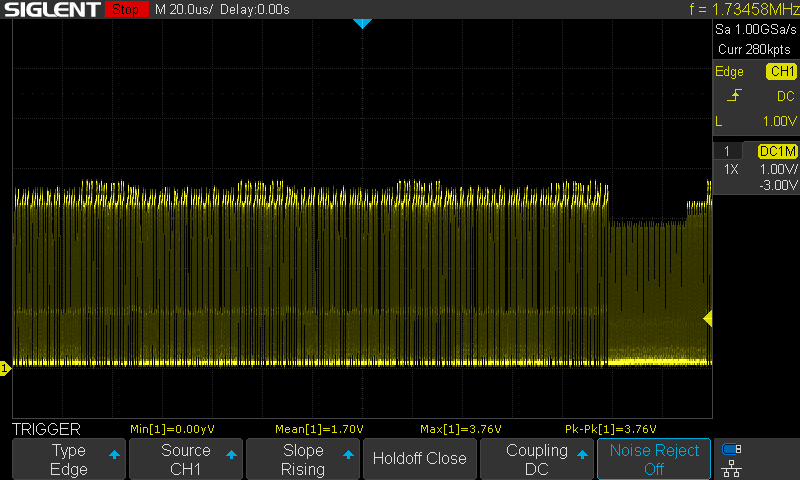 SIGLENT Stop M 20.0us/ Delay:0.00s f = 1.73458MHz
Sa 1.00GSa/s
Curr 280kpts
Edge CH1
DC
L 1.00V
1 DC1M
1X 1.00V/
-3.00V
1
TRIGGER Min[1]=0.00yV Mean[1]=1.70V Max[1]=3.76V Pk-Pk[1]=3.76V
Type Source Slope Holdoff Close Coupling Noise Reject
Edge CH1 Rising DC Off